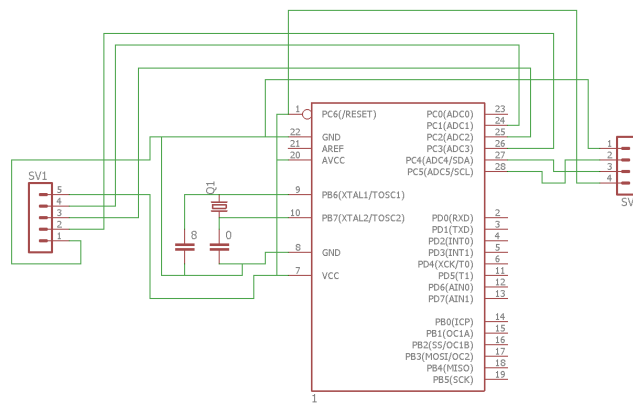 1 PC6(/RESET) PC0(ADC0) 23
PC1(ADC1) 24
22 GND PC2(ADC2) 25
21 AREF PC3(ADC3) 26
20 AVCC PC4(ADC4/SDA) 27
PC5(ADC5/SCL) 28
9 PB6(XTAL1/TOSC1)
10 PB7(XTAL2/TOSC2) PD0(RXD) 2
PD1(TXD) 3
PD2(INT0) 4
8 GND PD3(INT1) 5
PD4(XCK/T0) 6
7 VCC PD5(T1) 11
PD6(AIN0) 12
PD7(AIN1) 13
PB0(ICP) 14
PB1(OC1A) 15
PB2(SS/OC1B) 16
PB3(MOSI/OC2) 17
PB4(MISO) 18
PB5(SCK) 19
1
SV1
5
4
3
2
1
Q1
8
0
1
2
3
4
SV